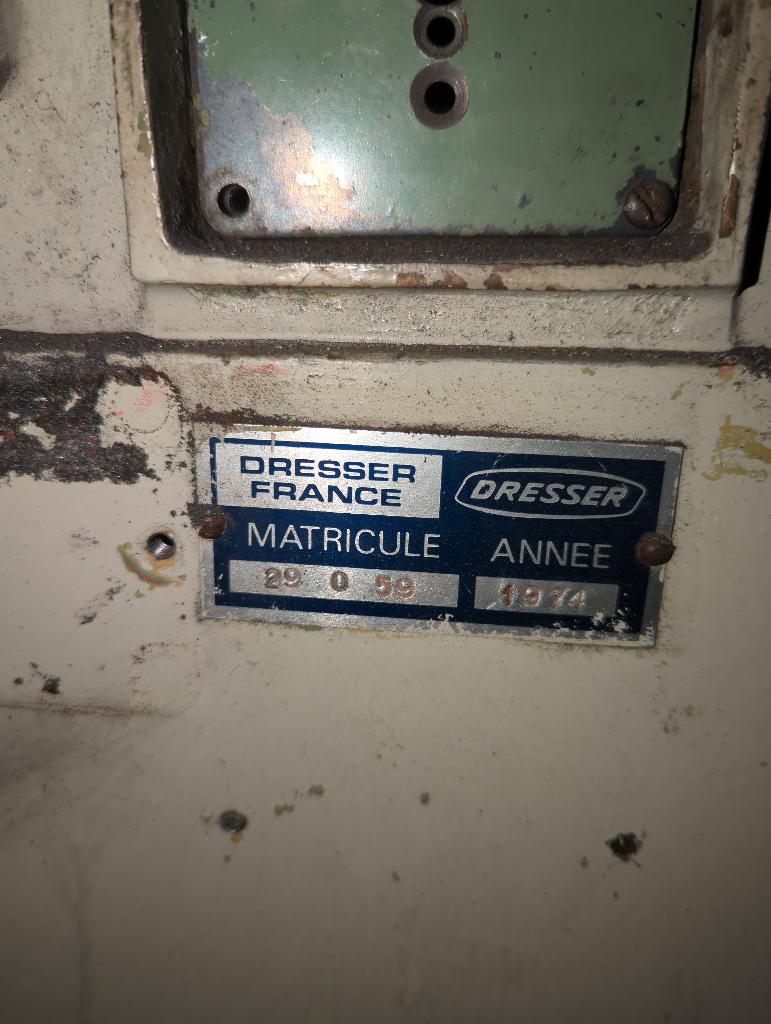 DRESSER
FRANCE
DRESSER
MATRICULE ANNEE
29 0 59 1974